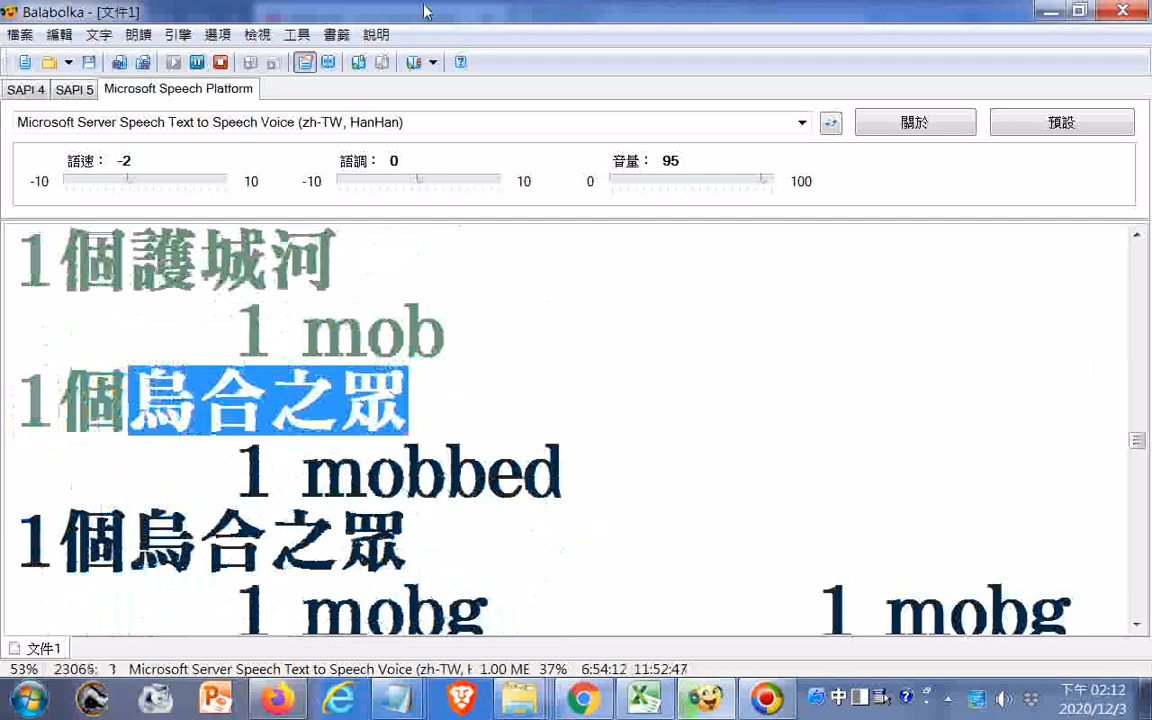 Balabolka - [文件1]
檔案 編輯 文字 朗讀 引擎 選項 檢視 工具 書籤 說明
SAPI 4 SAPI 5 Microsoft Speech Platform
Microsoft Server Speech Text to Speech Voice (zh-TW, HanHan) 關於 預設
語速： -2 語調： 0 音量： 95
-10 10 -10 10 0 100
1個護城河
1 mob
1個烏合之眾
1 mobbed
1個烏合之眾
1 mobg 1 mobg
文件1
53% 23066: Microsoft Server Speech Text to Speech Voice (zh-TW, 1.00 ME 37% 6:54:12 11:52:47
中 下午 02:12
2020/12/3